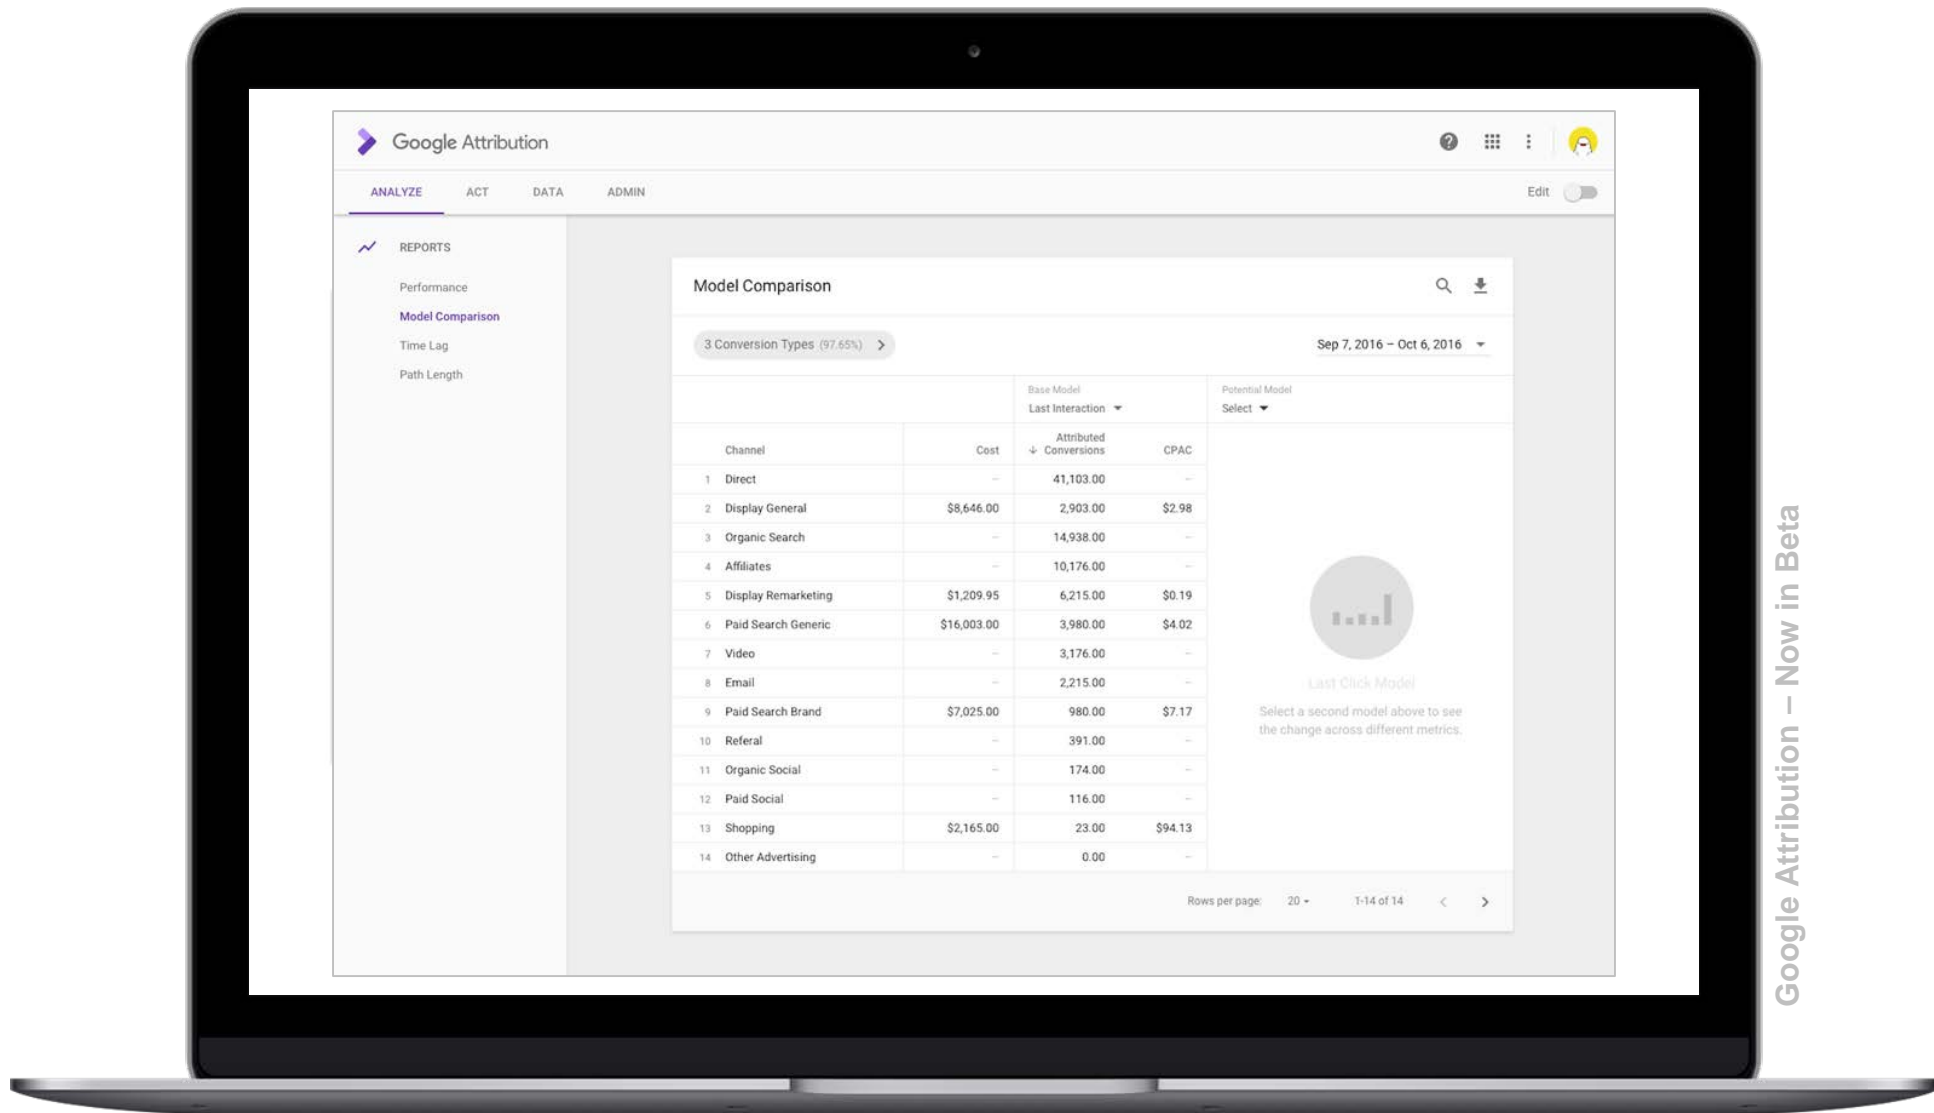 Google Attribution
ANALYZE ACT DATA ADMIN Edit
REPORTS
Performance
Model Comparison
Time Lag
Path Length
Model Comparison
3 Conversion Types (97.65%)
Sep 7, 2016 – Oct 6, 2016
Base Model
Last Interaction
Potential Model
Select
Channel Cost Attributed Conversions CPAC
1 Direct – 41,103.00 –
2 Display General $8,646.00 2,903.00 $2.98
3 Organic Search – 14,938.00 –
4 Affiliates – 10,176.00 –
5 Display Remarketing $1,209.95 6,215.00 $0.19
6 Paid Search Generic $16,003.00 3,980.00 $4.02
7 Video – 3,176.00 –
8 Email – 2,215.00 –
9 Paid Search Brand $7,025.00 980.00 $7.17
10 Referal – 391.00 –
11 Organic Social – 174.00 –
12 Paid Social – 116.00 –
13 Shopping $2,165.00 23.00 $94.13
14 Other Advertising – 0.00 –
Last Click Model
Select a second model above to see
the change across different metrics.
Rows per page: 20 1-14 of 14
Google Attribution – Now in Beta